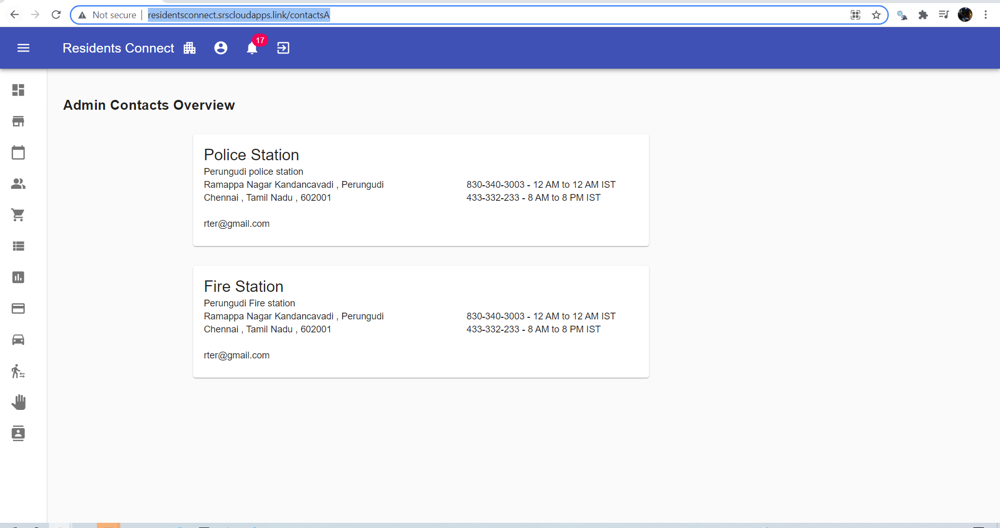 Not secure | residentsconnect.srscloudapps.link/contactsA
Residents Connect 17
Admin Contacts Overview
Police Station
Perungudi police station
Ramappa Nagar Kandancavadi , Perungudi 830-340-3003 - 12 AM to 12 AM IST
Chennai , Tamil Nadu , 602001 433-332-233 - 8 AM to 8 PM IST
rter@gmail.com
Fire Station
Perungudi Fire station
Ramappa Nagar Kandancavadi , Perungudi 830-340-3003 - 12 AM to 12 AM IST
Chennai , Tamil Nadu , 602001 433-332-233 - 8 AM to 8 PM IST
rter@gmail.com